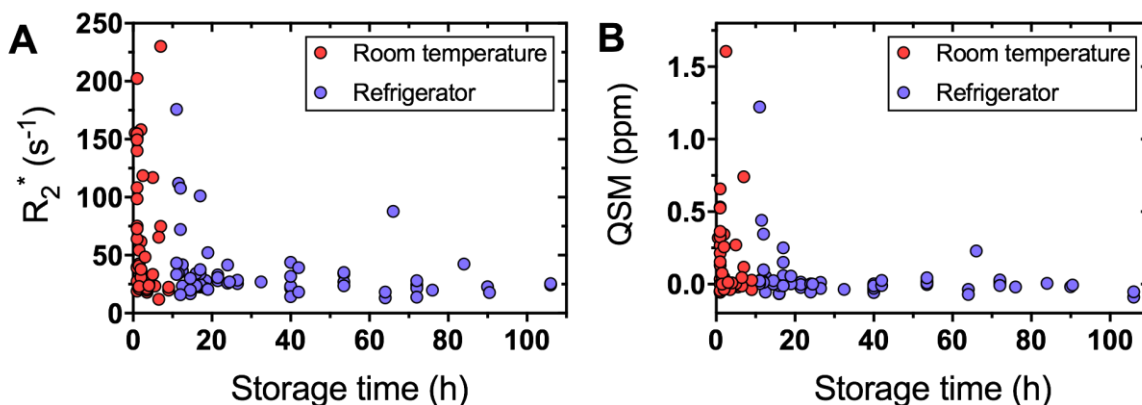 A
R2* (s-1)
250
200
150
100
50
0
0 20 40 60 80 100
Storage time (h)
Room temperature
Refrigerator
B
QSM (ppm)
1.5
1.0
0.5
0.0
0 20 40 60 80 100
Storage time (h)
Room temperature
Refrigerator